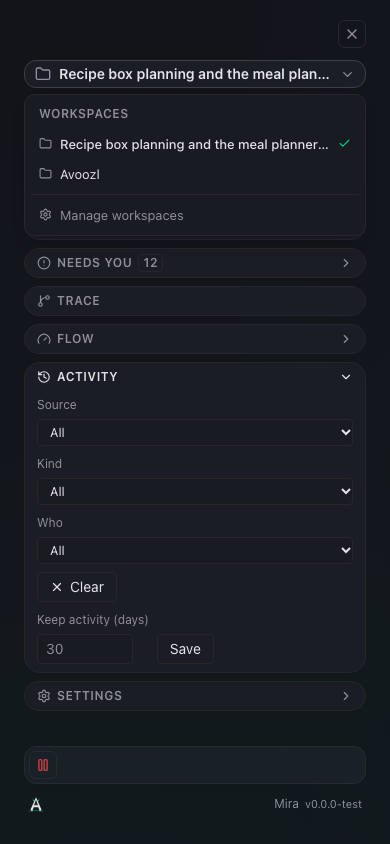 Recipe box planning and the meal plan...
WORKSPACES
Recipe box planning and the meal planner...
Avoozl
Manage workspaces
NEEDS YOU 12
TRACE
FLOW
ACTIVITY
Source
All
Kind
All
Who
All
Clear
Keep activity (days)
30 Save
SETTINGS
Mira v0.0.0-test